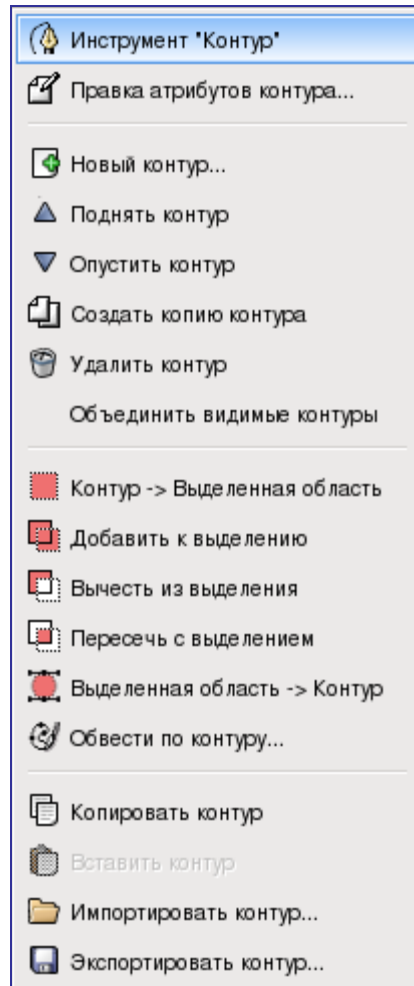 Инструмент "Контур"
Правка атрибутов контура...
Новый контур...
Поднять контур
Опустить контур
Создать копию контура
Удалить контур
Объединить видимые контуры
Контур -> Выделенная область
Добавить к выделению
Вычесть из выделения
Пересечь с выделением
Выделенная область -> Контур
Обвести по контуру...
Копировать контур
Вставить контур
Импортировать контур...
Экспортировать контур...